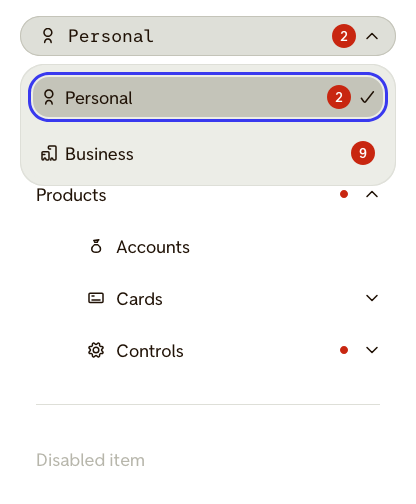 Personal 2
Personal 2
Business 9
Products
Accounts
Cards
Controls
Disabled item